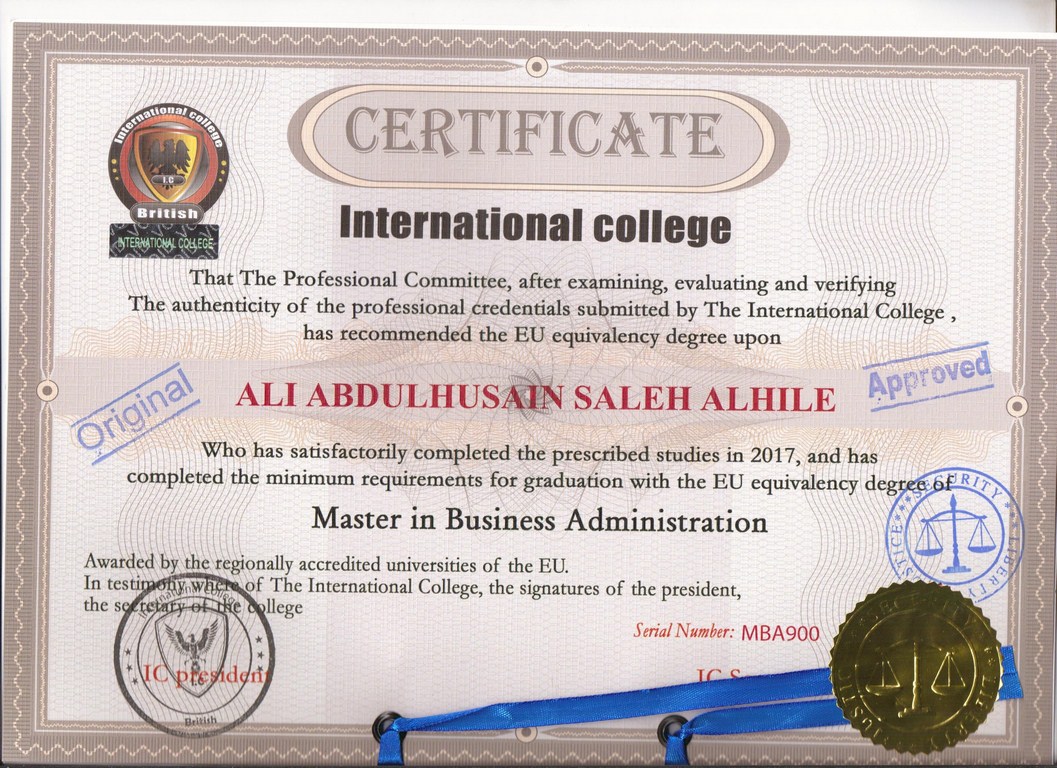 International college
I.C
British
INTERNATIONAL COLLEGE
CERTIFICATE
International college
That The Professional Committee, after examining, evaluating and verifying
The authenticity of the professional credentials submitted by The International College ,
has recommended the EU equivalency degree upon
Original
ALI ABDULHUSAIN SALEH ALHILE
Approved
Who has satisfactorily completed the prescribed studies in 2017, and has
completed the minimum requirements for graduation with the EU equivalency degree of
Master in Business Administration
SECURITY
LIBERTY
Awarded by the regionally accredited universities of the EU.
In testimony where of The International College, the signatures of the president,
the secretary of the college
International College
I.C
British
Serial Number: MBA900
IC president
IC S